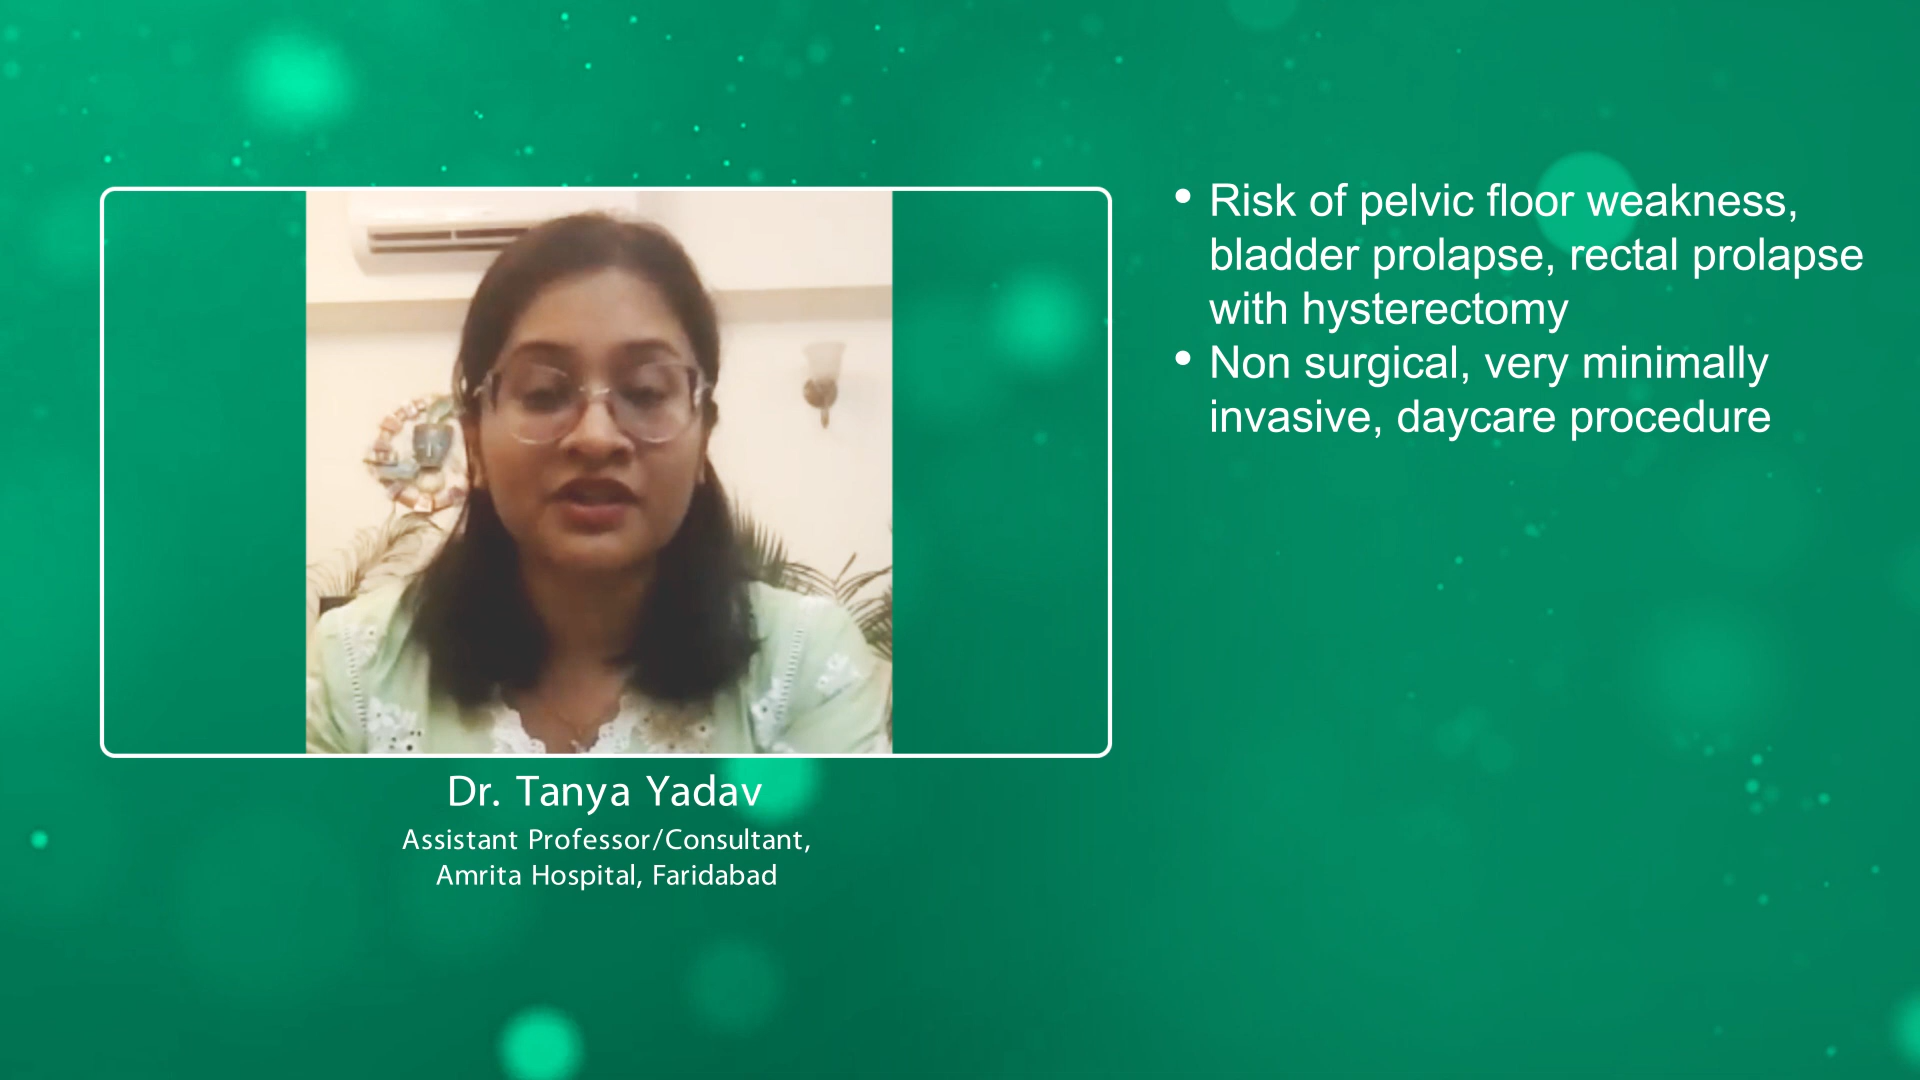 • Risk of pelvic floor weakness,
bladder prolapse, rectal prolapse
with hysterectomy
• Non surgical, very minimally
invasive, daycare procedure
Dr. Tanya Yadav
Assistant Professor/Consultant,
Amrita Hospital, Faridabad